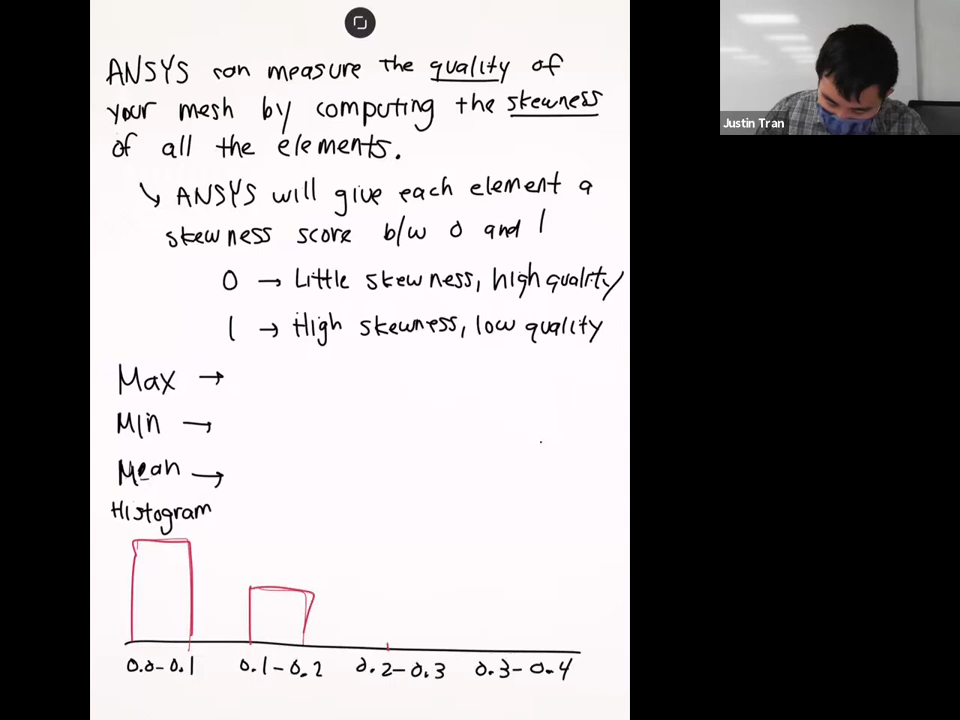 ANSYS can measure the quality of
your mesh by computing the skewness
of all the elements.
↳ ANSYS will give each element a
skewness score b/w 0 and 1
0 → Little skewness, high quality
1 → High skewness, low quality
Max →
Min →
Mean →
Histogram
0.0-0.1 0.1-0.2 0.2-0.3 0.3-0.4
Justin Tran